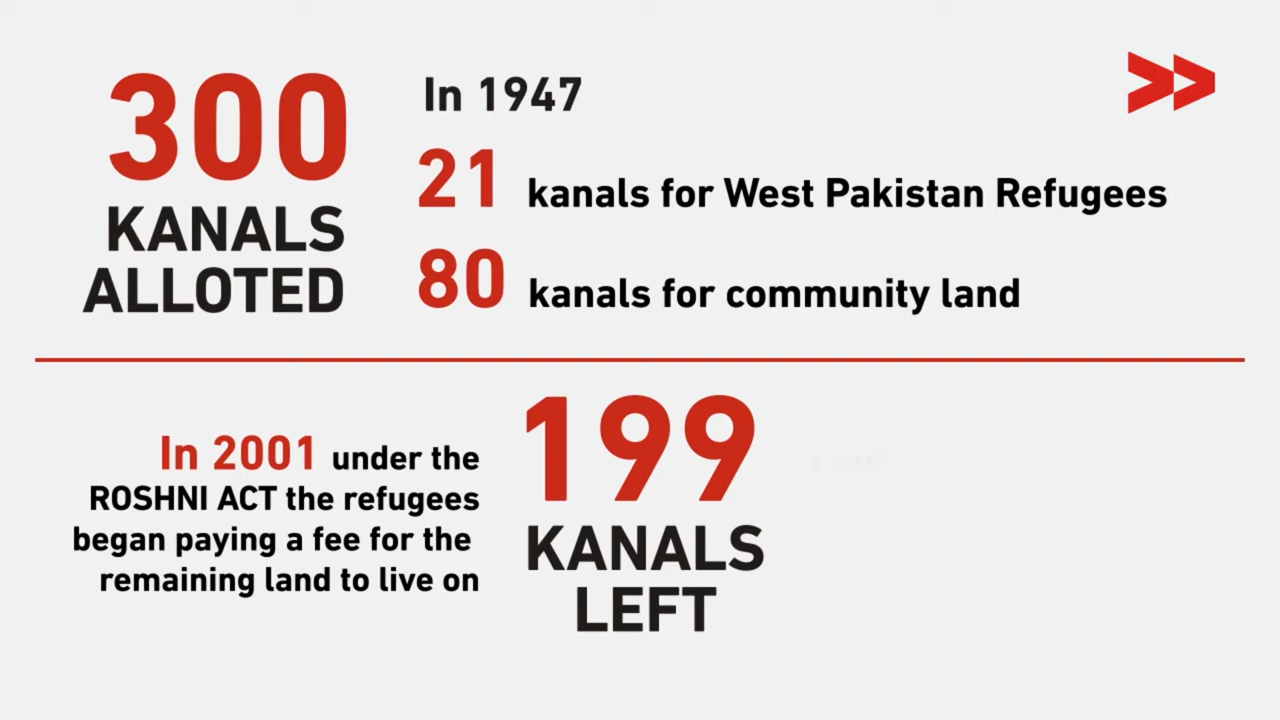 300
KANALS
ALLOTED
In 1947
21 kanals for West Pakistan Refugees
80 kanals for community land
In 2001 under the
ROSHNI ACT the refugees
began paying a fee for the
remaining land to live on
199
KANALS
LEFT